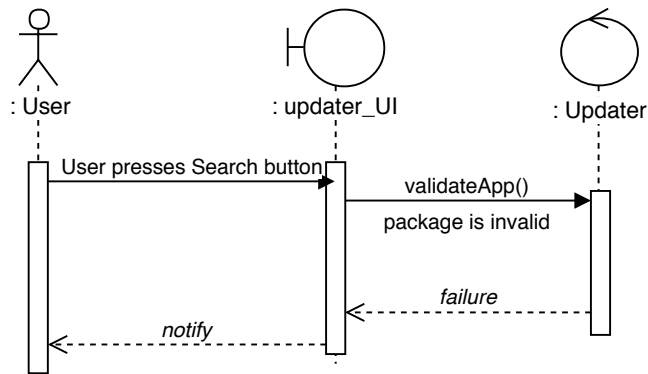 : User
: updater_UI
: Updater
User presses Search button
validateApp()
package is invalid
failure
notify